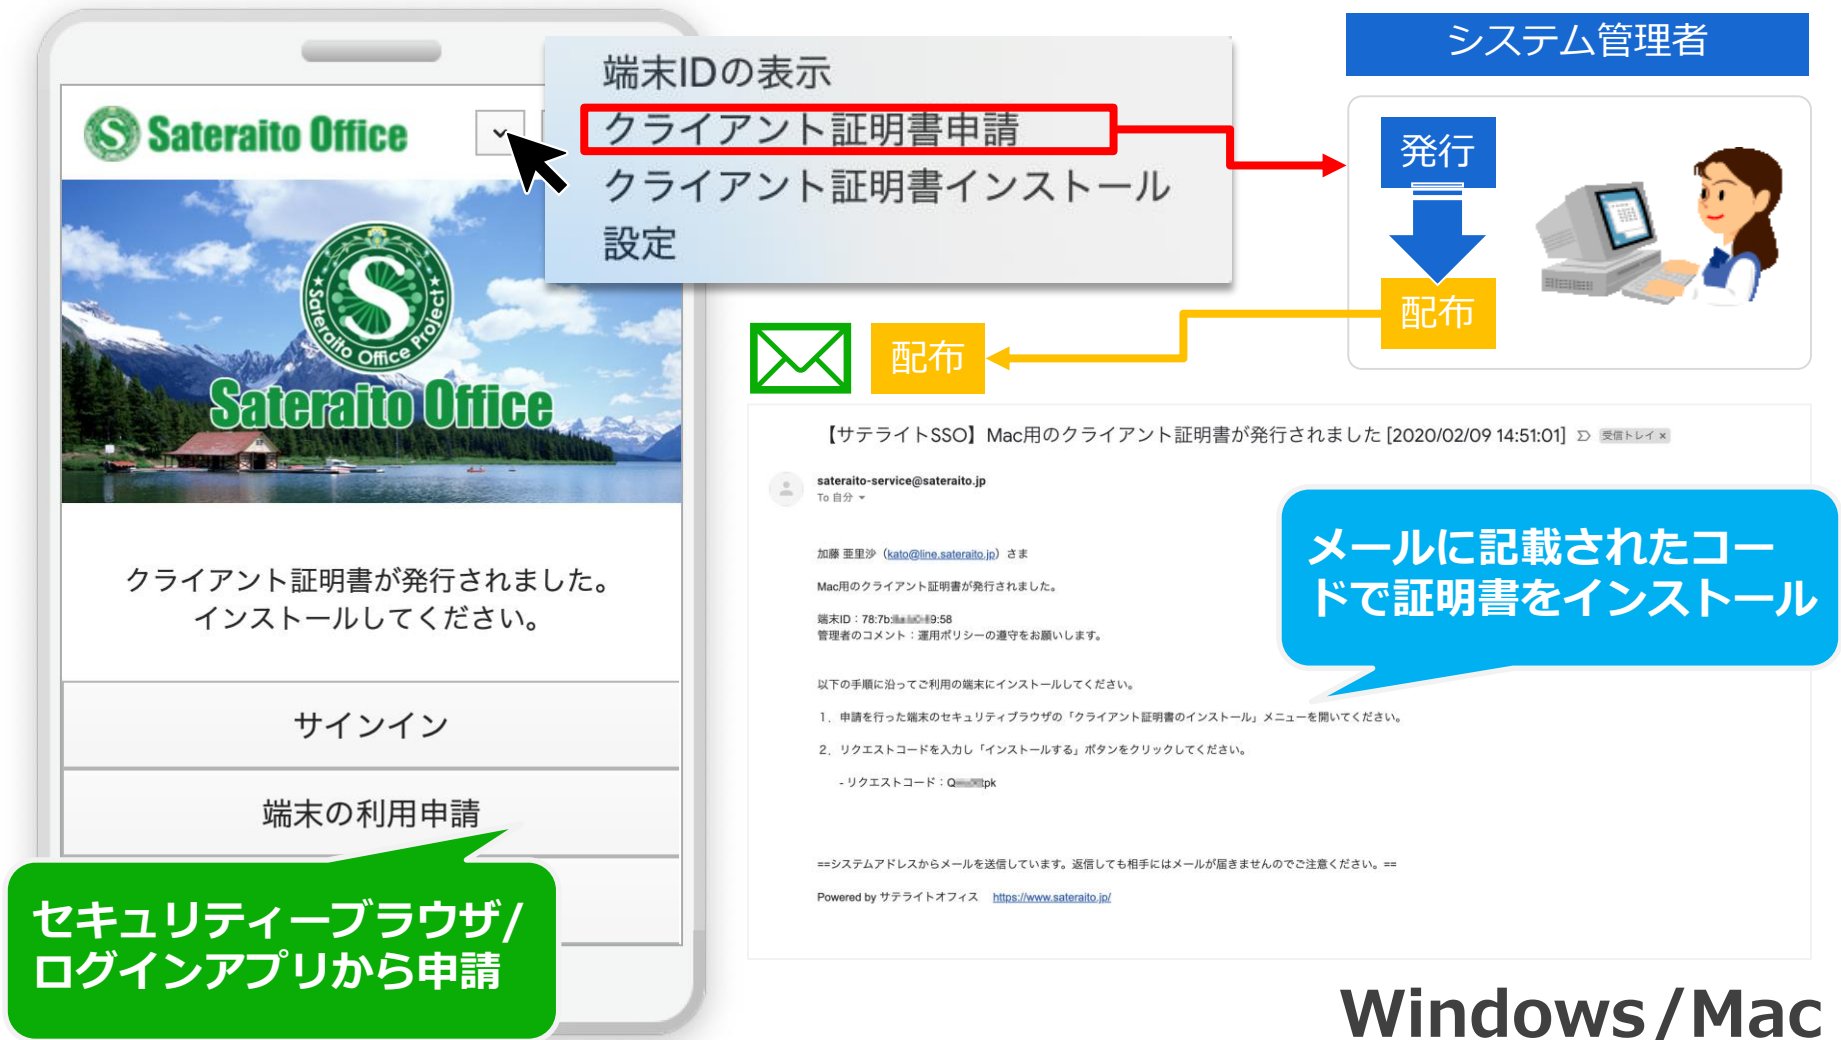 Sateraito Office
Sateraito Office Project
Sateraito Office
クライアント証明書が発行されました。
インストールしてください。
サインイン
端末の利用申請
セキュリティーブラウザ/
ログインアプリから申請
端末IDの表示
クライアント証明書申請
クライアント証明書インストール
設定
システム管理者
発行
配布
配布
【サテライトSSO】Mac用のクライアント証明書が発行されました [2020/02/09 14:51:01] 受信トレイ ×
sateraito-service@sateraito.jp
To 自分
加藤 亜里沙（kato@line.sateraito.jp）さま
Mac用のクライアント証明書が発行されました。
端末ID：78:7b: 9:58
管理者のコメント：運用ポリシーの遵守をお願いします。
以下の手順に沿ってご利用の端末にインストールしてください。
1．申請を行った端末のセキュリティブラウザの「クライアント証明書のインストール」メニューを開いてください。
2．リクエストコードを入力し「インストールする」ボタンをクリックしてください。
- リクエストコード：Q tpk
==システムアドレスからメールを送信しています。返信しても相手にはメールが届きませんのでご注意ください。==
Powered by サテライトオフィス https://www.sateraito.jp/
メールに記載されたコー
ドで証明書をインストール
Windows/Mac